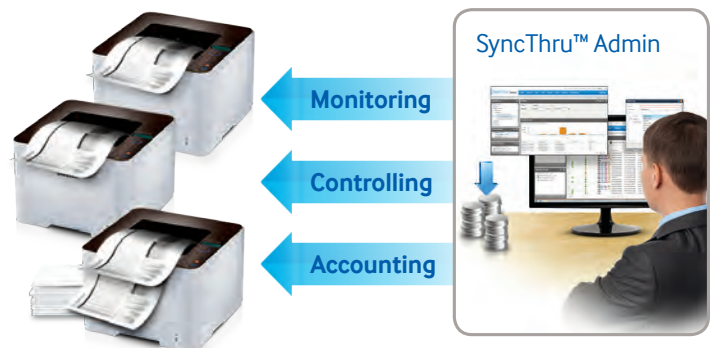 SyncThru™ Admin
Monitoring
Controlling
Accounting